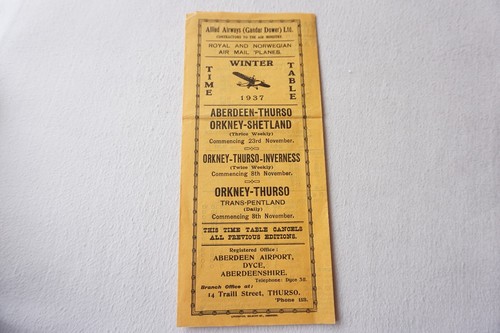 Allied Airways (Gandar Dower) Ltd.
CONTRACTORS TO THE AIR MINISTRY.
ROYAL AND NORWEGIAN
AIR MAIL 'PLANES.
WINTER
TIME
TABLE
1937
ABERDEEN-THURSO
ORKNEY-SHETLAND
(Thrice Weekly)
Commencing 23rd November.
ORKNEY-THURSO-INVERNESS
(Twice Weekly)
Commencing 8th November.
ORKNEY-THURSO
TRANS-PENTLAND
(Daily)
Commencing 8th November.
THIS TIME TABLE CANCELS
ALL PREVIOUS EDITIONS.
Registered Office:
ABERDEEN AIRPORT,
DYCE,
ABERDEENSHIRE.
Telephone: Dyce 32.
Branch Office at:
14 Traill Street, THURSO.
'Phone 110.